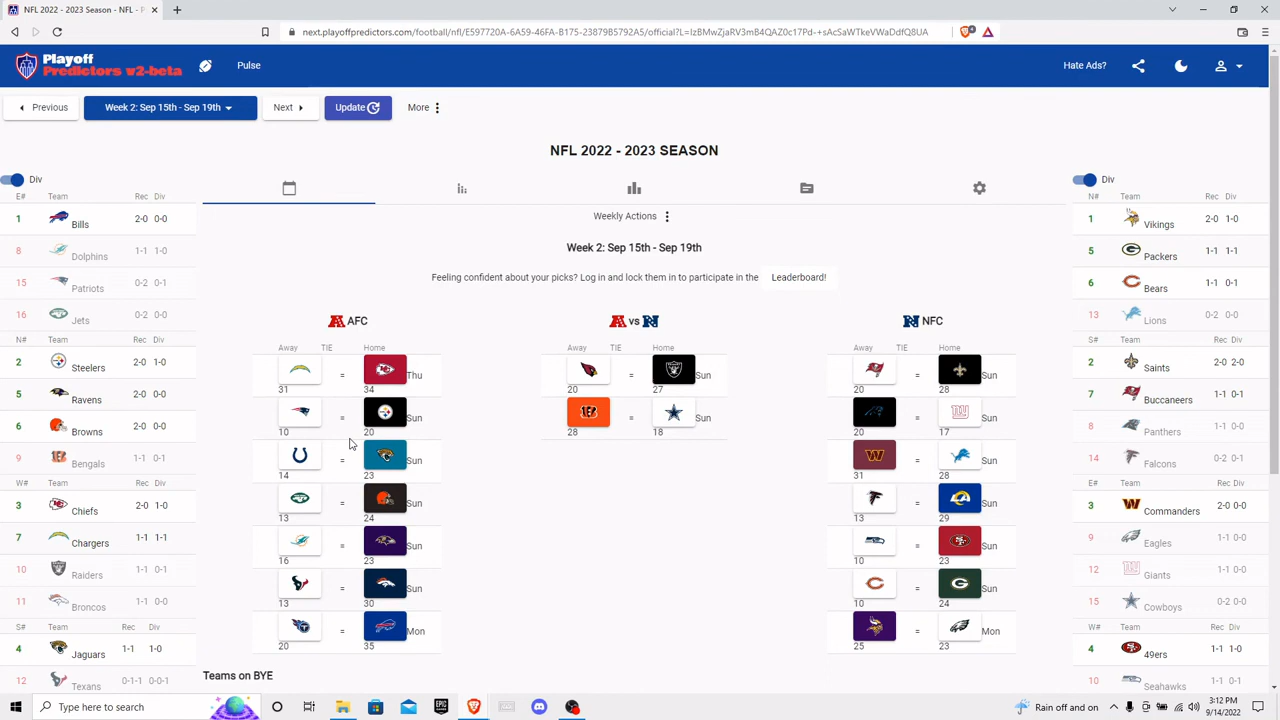 NFL 2022 - 2023 Season - NFL - P
next.playoffpredictors.com/football/nfl/E597720A-6A59-46FA-B175-23879B5792A5/official?L=IzBMwZjaRV3mB4QAZ0c17Pd-+sAcSaWTkeVWaDdfQ8UA
Playoff
Predictors v2-beta
Pulse
Hate Ads?
Previous
Week 2: Sep 15th - Sep 19th
Next
Update
More
NFL 2022 - 2023 SEASON
Weekly Actions
Week 2: Sep 15th - Sep 19th
Feeling confident about your picks? Log in and lock them in to participate in the Leaderboard!
Div
E# Team Rec Div
1 Bills 2-0 0-0
8 Dolphins 1-1 1-0
15 Patriots 0-2 0-1
16 Jets 0-2 0-0
N# Team Rec Div
2 Steelers 2-0 1-0
5 Ravens 2-0 0-0
6 Browns 2-0 0-0
9 Bengals 1-1 0-1
W# Team Rec Div
3 Chiefs 2-0 1-0
7 Chargers 1-1 1-1
10 Raiders 1-1 0-1
11 Broncos 1-1 0-0
S# Team Rec Div
4 Jaguars 1-1 1-0
12 Texans 0-1-1 0-0-1
AFC
Away TIE Home
31 = 34 Thu
10 = 20 Sun
14 = 23 Sun
13 = 24 Sun
16 = 23 Sun
13 = 30 Sun
20 = 35 Mon
Teams on BYE
A vs N
Away TIE Home
20 = 27 Sun
28 = 18 Sun
NFC
Away TIE Home
20 = 28 Sun
20 = 17 Sun
31 = 28 Sun
13 = 29 Sun
10 = 23 Sun
10 = 24 Sun
25 = 23 Mon
Div
N# Team Rec Div
1 Vikings 2-0 1-0
5 Packers 1-1 1-1
6 Bears 1-1 0-1
13 Lions 0-2 0-0
S# Team Rec Div
2 Saints 2-0 2-0
7 Buccaneers 1-1 0-1
8 Panthers 1-1 0-0
14 Falcons 0-2 0-1
E# Team Rec Div
3 Commanders 2-0 0-0
9 Eagles 1-1 0-0
12 Giants 1-1 0-0
15 Cowboys 0-2 0-0
W# Team Rec Div
4 49ers 1-1 1-0
10 Seahawks 1-1 0-1
Type here to search
EPIC
Rain off and on
3:12 PM
9/14/2022